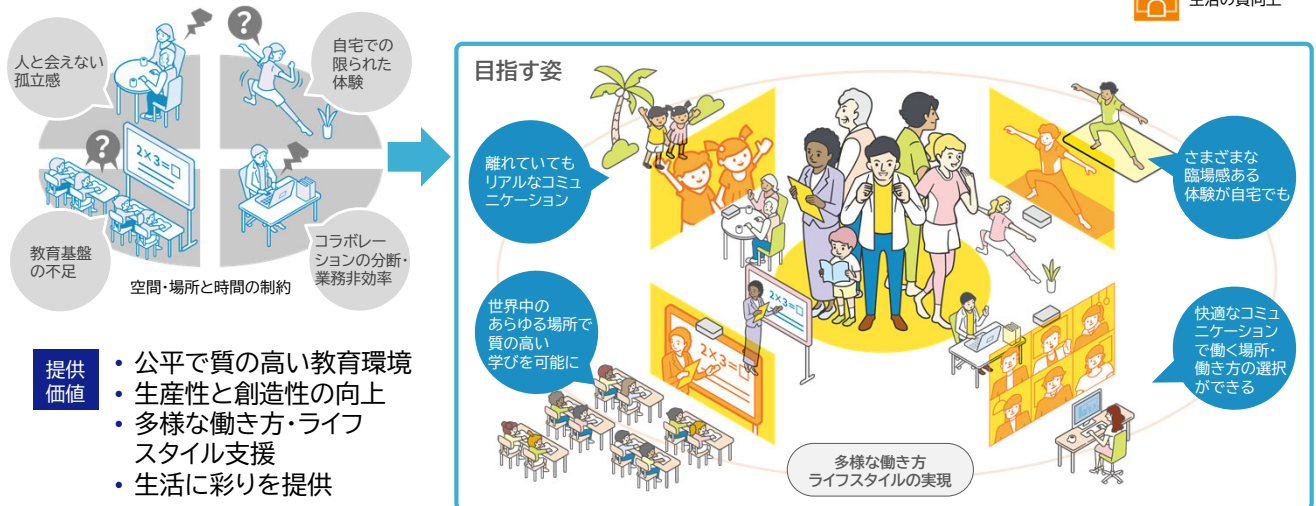 生活の質向上
人と会えない
孤立感
自宅での
限られた
体験
2×3=□
教育基盤
の不足
コラボレー
ションの分断・
業務非効率
空間・場所と時間の制約
提供
価値
• 公平で質の高い教育環境
• 生産性と創造性の向上
• 多様な働き方・ライフ
スタイル支援
• 生活に彩りを提供
目指す姿
離れていても
リアルなコミュ
ニケーション
さまざまな
臨場感ある
体験が自宅でも
世界中の
あらゆる場所で
質の高い
学びを可能に
2×3=□
2×3=□
快適なコミュ
ニケーション
で働く場所・
働き方の選択
ができる
多様な働き方
ライフスタイルの実現